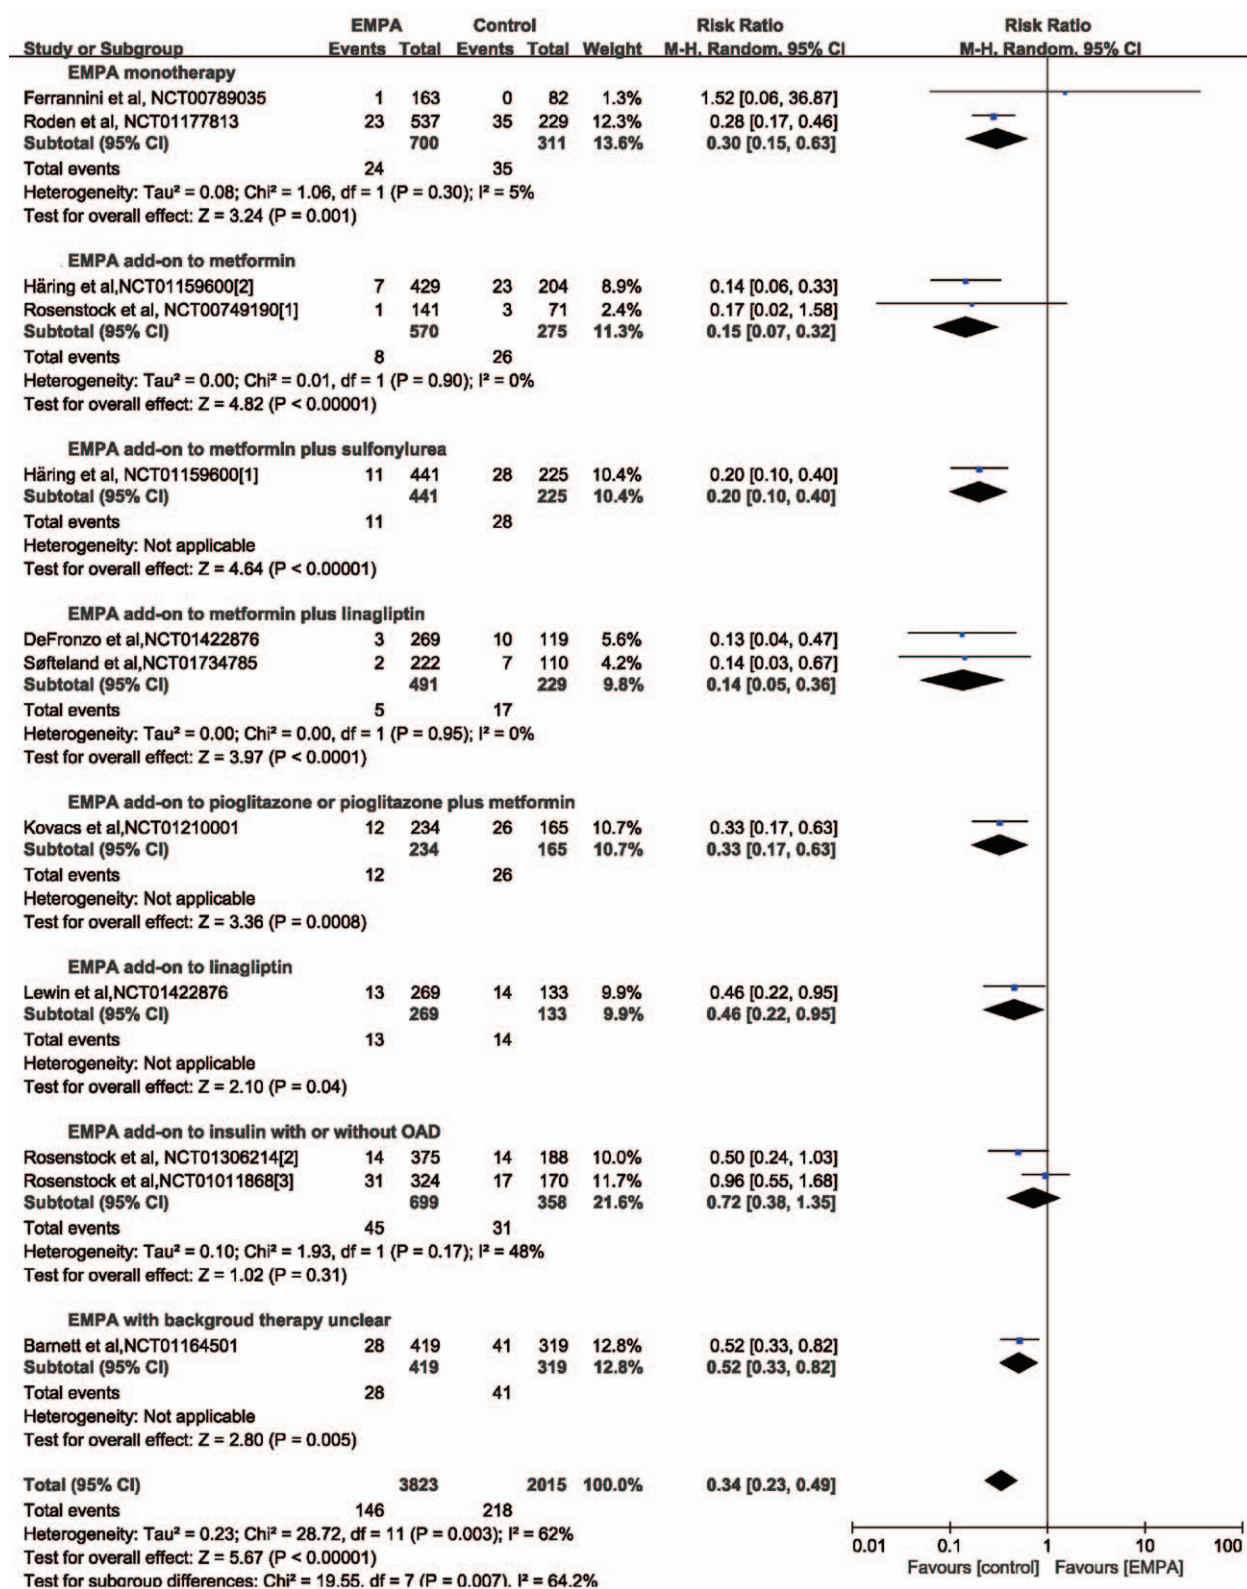 EMPA Control Risk Ratio Risk Ratio
Study or Subgroup Events Total Events Total Weight M-H, Random, 95% CI M-H, Random, 95% CI
EMPA monotherapy
Ferrannini et al, NCT00789035 1 163 0 82 1.3% 1.52 [0.06, 36.87]
Roden et al, NCT01177813 23 537 35 229 12.3% 0.28 [0.17, 0.46]
Subtotal (95% CI) 700 311 13.6% 0.30 [0.15, 0.63]
Total events 24 35
Heterogeneity: Tau² = 0.08; Chi² = 1.06, df = 1 (P = 0.30); I² = 5%
Test for overall effect: Z = 3.24 (P = 0.001)
EMPA add-on to metformin
Häring et al,NCT01159600[2] 7 429 23 204 8.9% 0.14 [0.06, 0.33]
Rosenstock et al, NCT00749190[1] 1 141 3 71 2.4% 0.17 [0.02, 1.58]
Subtotal (95% CI) 570 275 11.3% 0.15 [0.07, 0.32]
Total events 8 26
Heterogeneity: Tau² = 0.00; Chi² = 0.01, df = 1 (P = 0.90); I² = 0%
Test for overall effect: Z = 4.82 (P < 0.00001)
EMPA add-on to metformin plus sulfonylurea
Häring et al, NCT01159600[1] 11 441 28 225 10.4% 0.20 [0.10, 0.40]
Subtotal (95% CI) 441 225 10.4% 0.20 [0.10, 0.40]
Total events 11 28
Heterogeneity: Not applicable
Test for overall effect: Z = 4.64 (P < 0.00001)
EMPA add-on to metformin plus linagliptin
DeFronzo et al,NCT01422876 3 269 10 119 5.6% 0.13 [0.04, 0.47]
Søfteland et al,NCT01734785 2 222 7 110 4.2% 0.14 [0.03, 0.67]
Subtotal (95% CI) 491 229 9.8% 0.14 [0.05, 0.36]
Total events 5 17
Heterogeneity: Tau² = 0.00; Chi² = 0.00, df = 1 (P = 0.95); I² = 0%
Test for overall effect: Z = 3.97 (P < 0.0001)
EMPA add-on to pioglitazone or pioglitazone plus metformin
Kovacs et al,NCT01210001 12 234 26 165 10.7% 0.33 [0.17, 0.63]
Subtotal (95% CI) 234 165 10.7% 0.33 [0.17, 0.63]
Total events 12 26
Heterogeneity: Not applicable
Test for overall effect: Z = 3.36 (P = 0.0008)
EMPA add-on to linagliptin
Lewin et al,NCT01422876 13 269 14 133 9.9% 0.46 [0.22, 0.95]
Subtotal (95% CI) 269 133 9.9% 0.46 [0.22, 0.95]
Total events 13 14
Heterogeneity: Not applicable
Test for overall effect: Z = 2.10 (P = 0.04)
EMPA add-on to insulin with or without OAD
Rosenstock et al, NCT01306214[2] 14 375 14 188 10.0% 0.50 [0.24, 1.03]
Rosenstock et al,NCT01011868[3] 31 324 17 170 11.7% 0.96 [0.55, 1.68]
Subtotal (95% CI) 699 358 21.6% 0.72 [0.38, 1.35]
Total events 45 31
Heterogeneity: Tau² = 0.10; Chi² = 1.93, df = 1 (P = 0.17); I² = 48%
Test for overall effect: Z = 1.02 (P = 0.31)
EMPA with backgroud therapy unclear
Barnett et al,NCT01164501 28 419 41 319 12.8% 0.52 [0.33, 0.82]
Subtotal (95% CI) 419 319 12.8% 0.52 [0.33, 0.82]
Total events 28 41
Heterogeneity: Not applicable
Test for overall effect: Z = 2.80 (P = 0.005)
Total (95% CI) 3823 2015 100.0% 0.34 [0.23, 0.49]
Total events 146 218
Heterogeneity: Tau² = 0.23; Chi² = 28.72, df = 11 (P = 0.003); I² = 62%
Test for overall effect: Z = 5.67 (P < 0.00001)
Test for subgroup differences: Chi² = 19.55, df = 7 (P = 0.007), I² = 64.2%
0.01 0.1 1 10 100
Favours [control] Favours [EMPA]